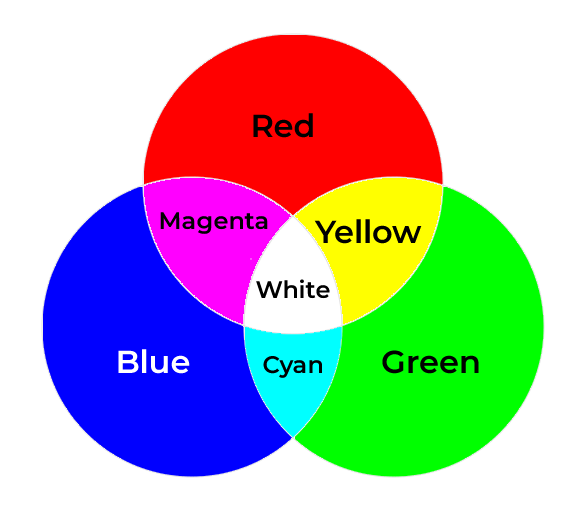 Red
Magenta
Yellow
White
Blue
Cyan
Green